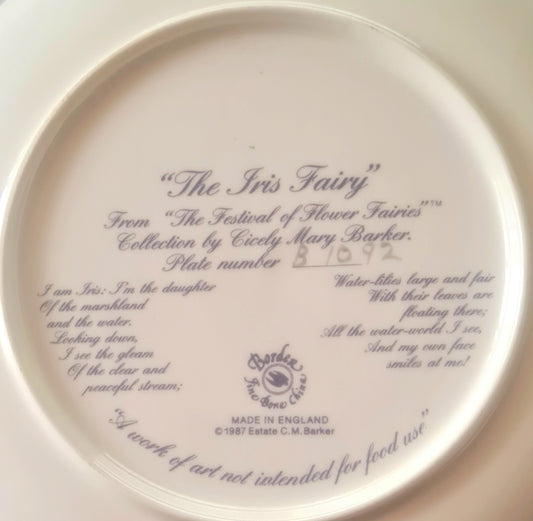 "The Iris Fairy"
From "The Festival of Flower Fairies"™
Collection by Cicely Mary Barker.
Plate number B 1092
I am Iris: I'm the daughter
Of the marshland
and the water.
Looking down,
I see the gleam
Of the clear and
peaceful stream;
Water-lilies large and fair
With their leaves are
floating there;
All the water-world I see,
And my own face
smiles at me!
Border
Fine Bone China
MADE IN ENGLAND
©1987 Estate C.M. Barker
"A work of art not intended for food use."